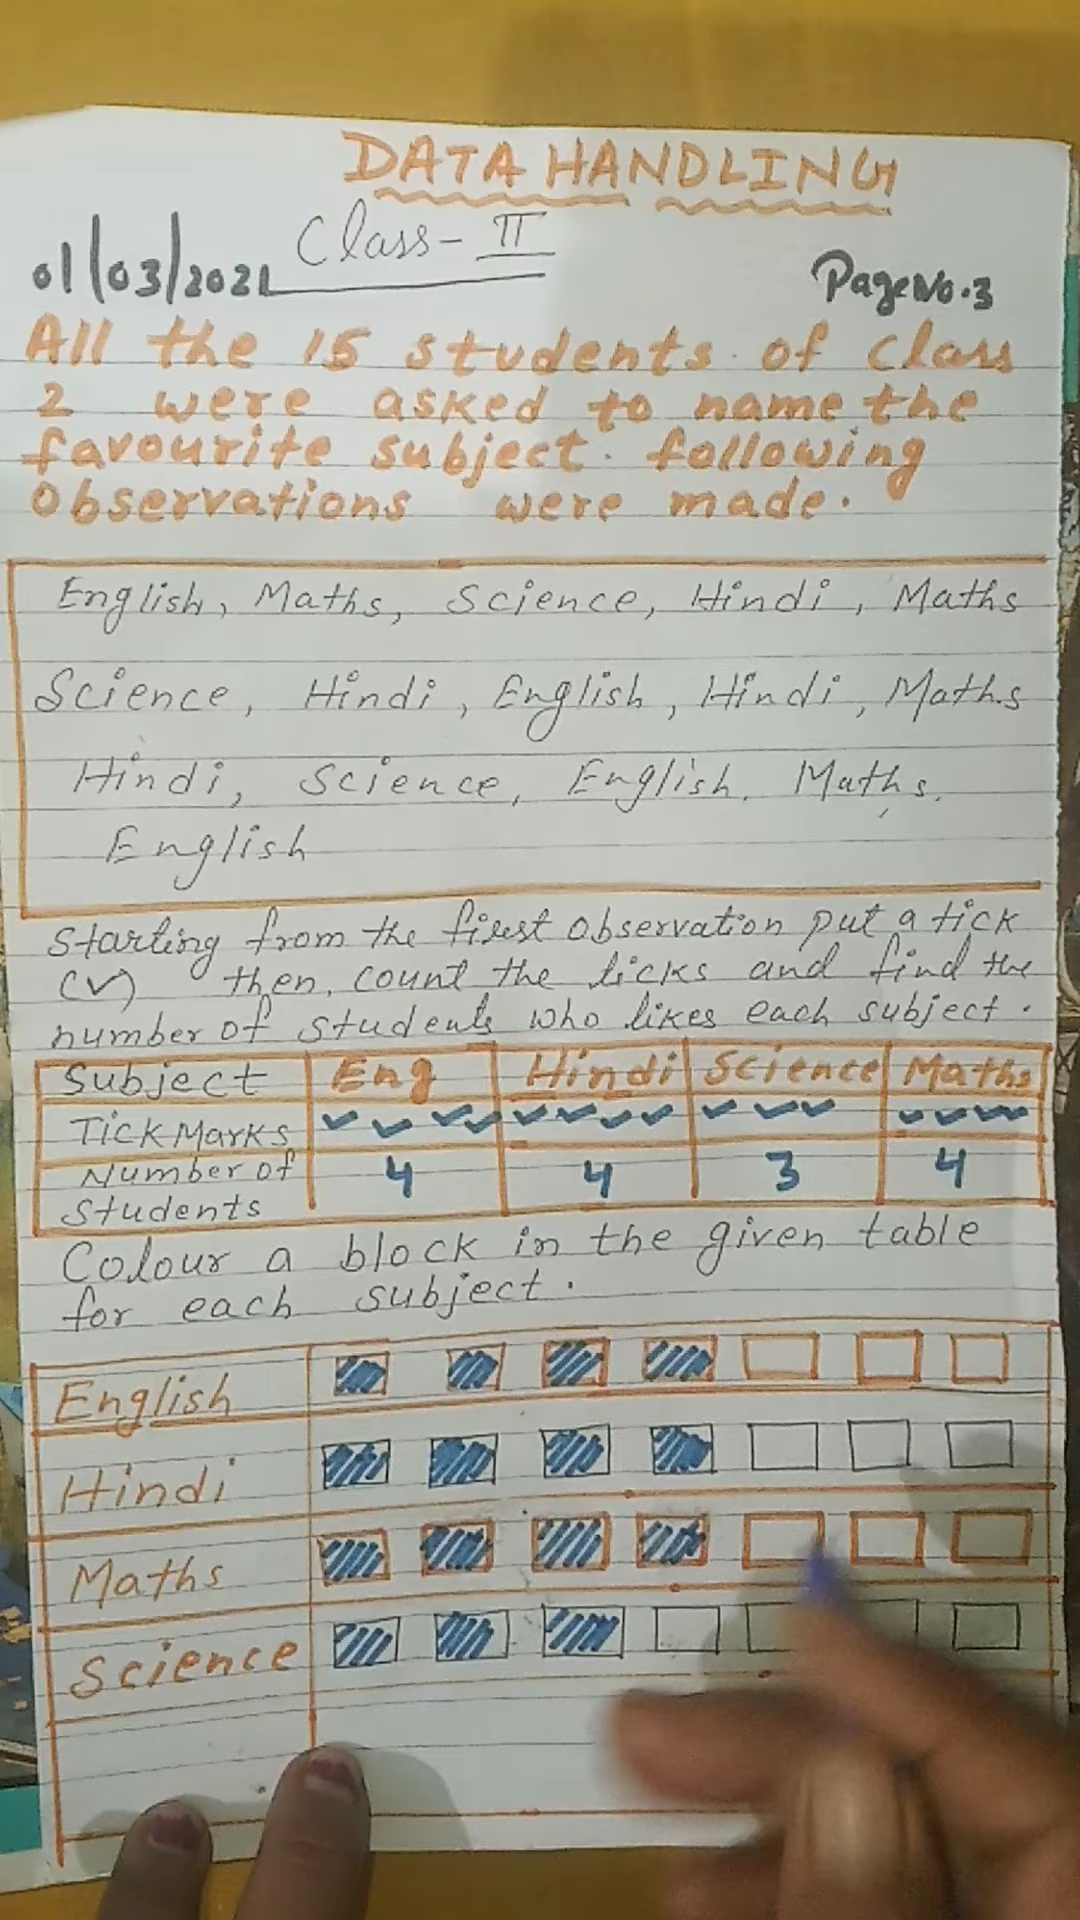 DATA HANDLING
Class - II
01/03/2021
Page No. 3
All the 15 students of class
2 were asked to name the
favourite subject. following
Observations were made.
English, Maths, Science, Hindi, Maths
Science, Hindi, English, Hindi, Maths
Hindi, Science, English, Maths,
English
Starting from the first observation put a tick
(✓) then, count the ticks and find the
number of students who likes each subject.
Subject Eng Hindi Science Maths
Tick Marks ✓ ✓ ✓ ✓ ✓ ✓ ✓ ✓ ✓ ✓ ✓ ✓ ✓ ✓ ✓
Number of
Students 4 4 3 4
Colour a block in the given table
for each subject.
English
Hindi
Maths
Science